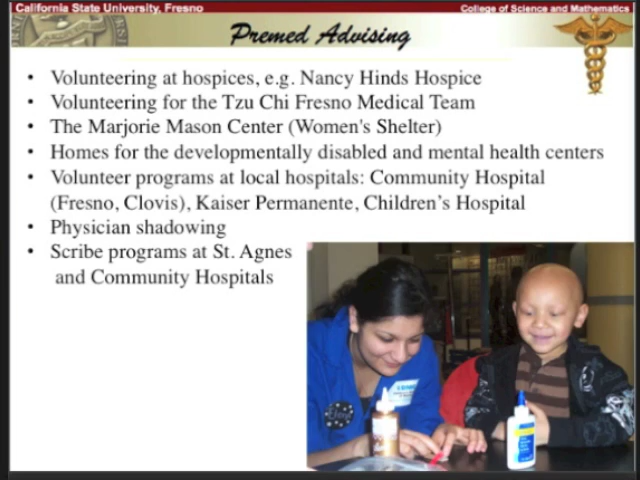 California State University, Fresno
College of Science and Mathematics
Premed Advising
• Volunteering at hospices, e.g. Nancy Hinds Hospice
• Volunteering for the Tzu Chi Fresno Medical Team
• The Marjorie Mason Center (Women's Shelter)
• Homes for the developmentally disabled and mental health centers
• Volunteer programs at local hospitals: Community Hospital
(Fresno, Clovis), Kaiser Permanente, Children’s Hospital
• Physician shadowing
• Scribe programs at St. Agnes
and Community Hospitals